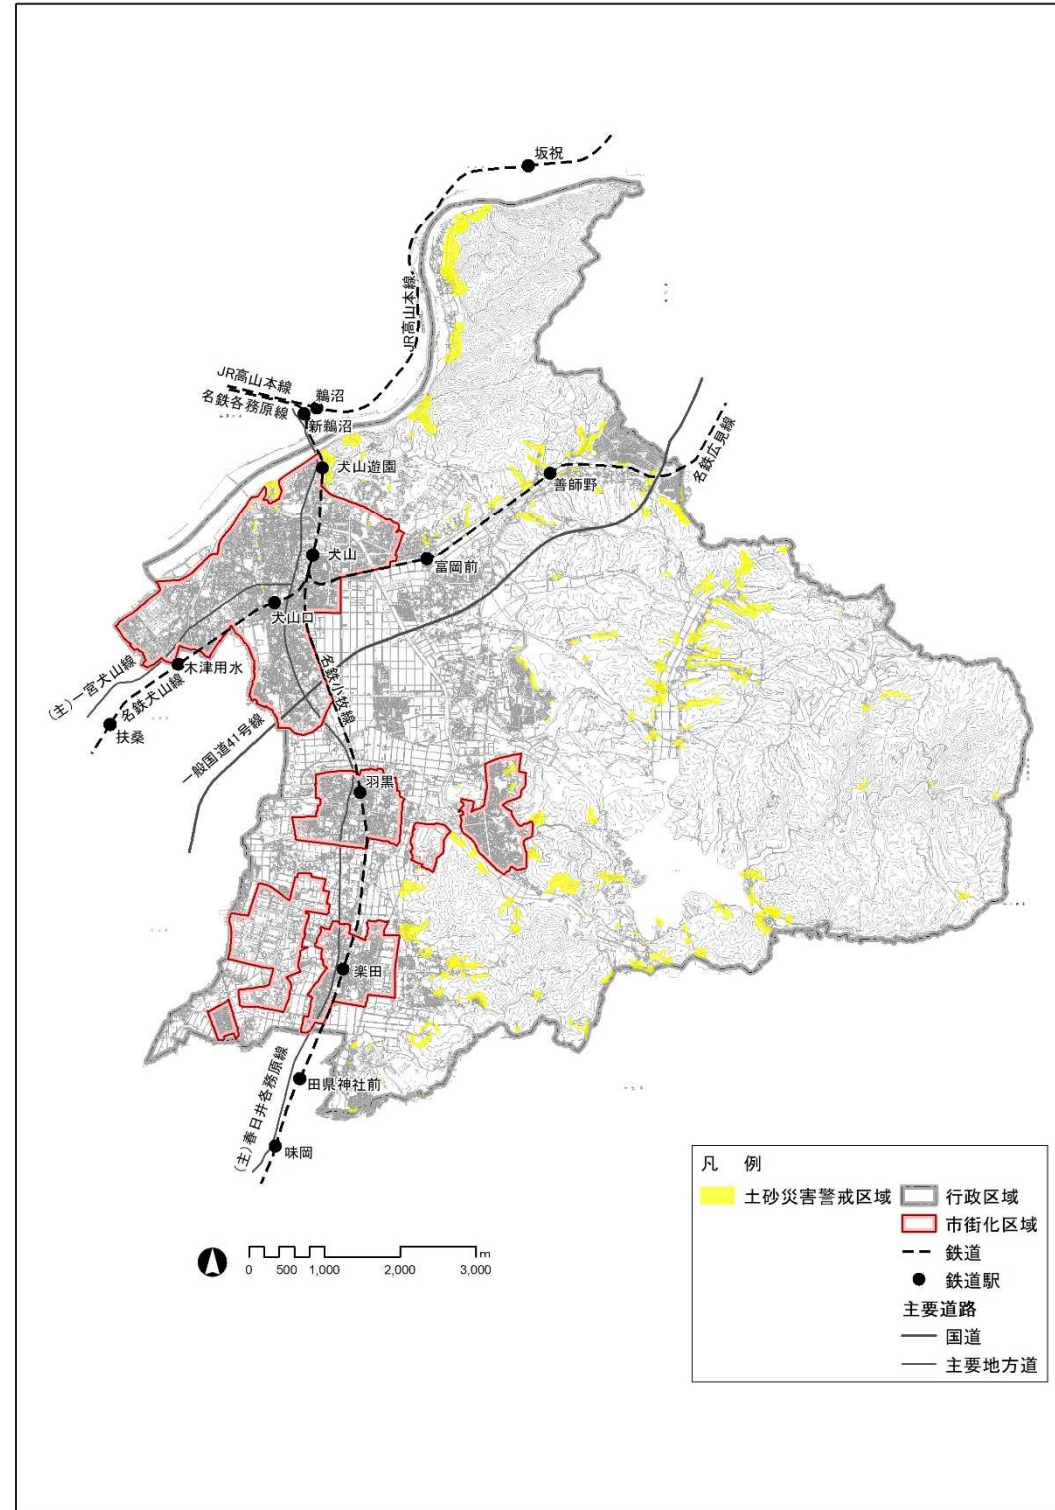 坂祝
JR高山本線
JR高山本線
鵜沼
名鉄各務原線
新鵜沼
犬山遊園
名鉄広見線
善師野
犬山
富岡前
犬山口
木津用水
(主)一宮犬山線
名鉄犬山線
扶桑
名鉄小牧線
一般国道41号線
羽黒
楽田
(主)春日井各務原線
田県神社前
味岡
凡 例
土砂災害警戒区域
行政区域
市街化区域
鉄道
鉄道駅
主要道路
国道
主要地方道
0 500 1,000 2,000 3,000 m